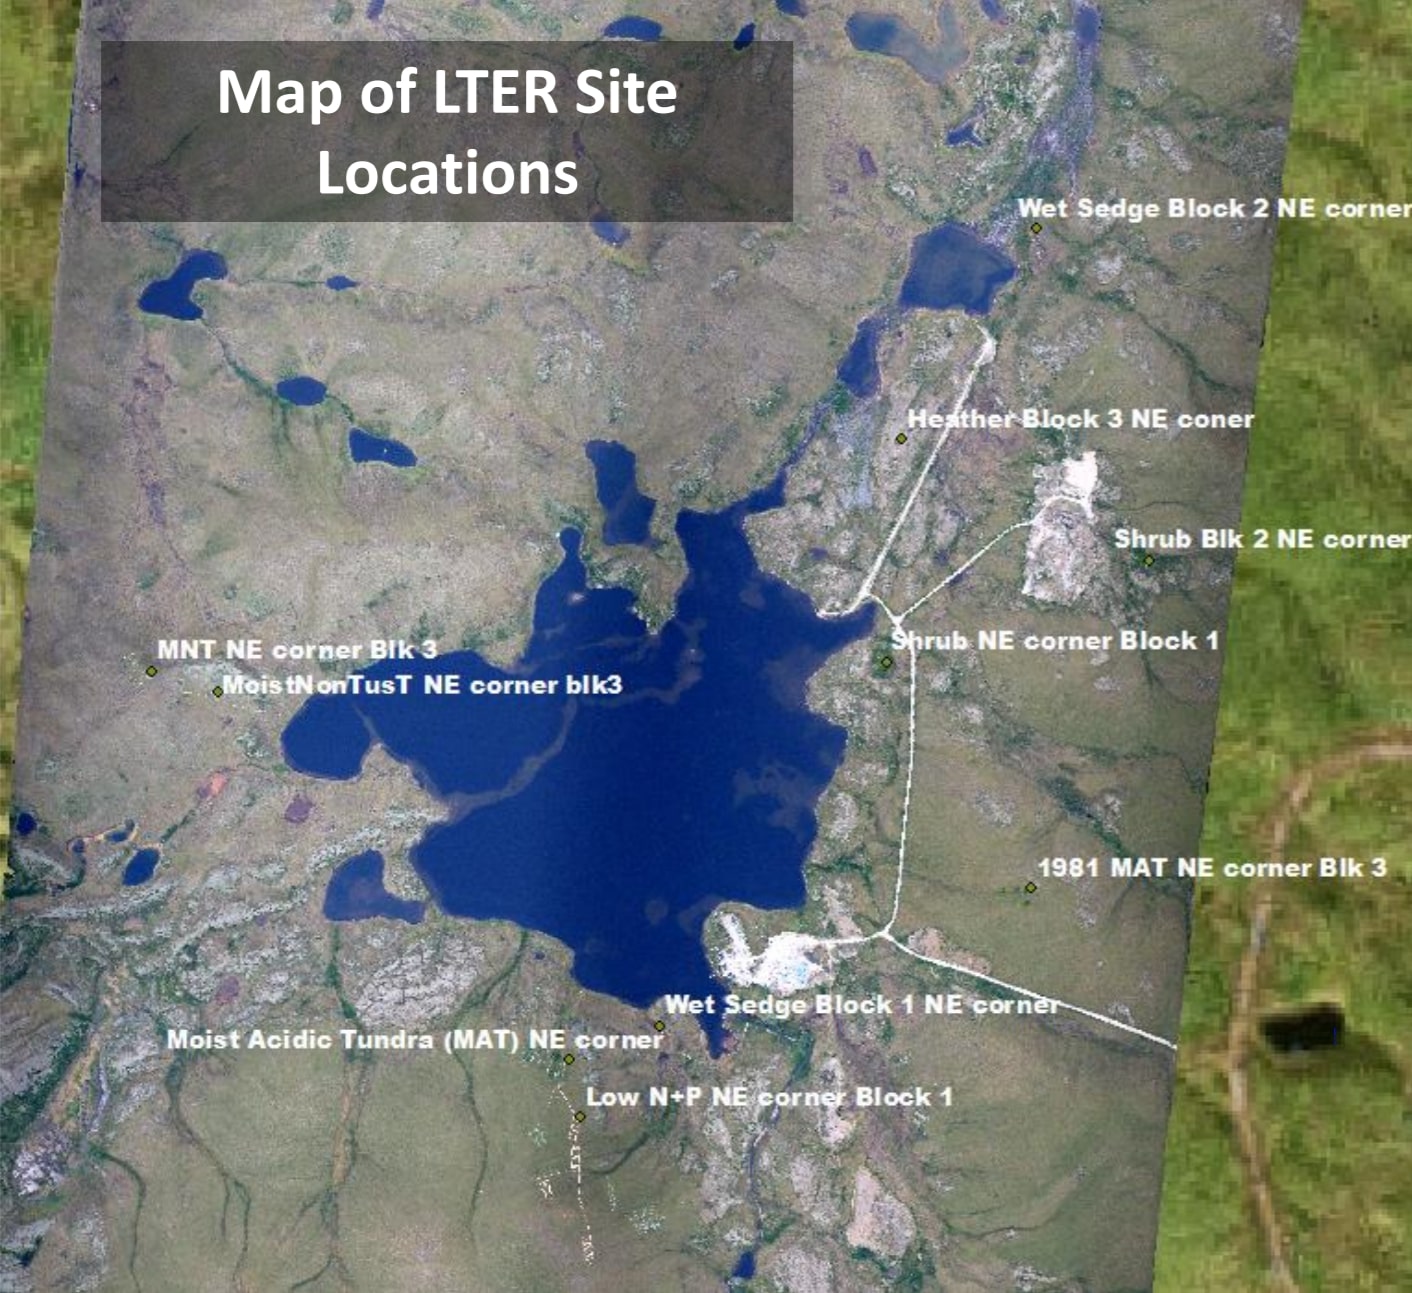 Map of LTER Site
Locations
Wet Sedge Block 2 NE corner
Heather Block 3 NE coner
Shrub Blk 2 NE corner
Shrub NE corner Block 1
MNT NE corner Blk 3
MoistNonTusT NE corner blk3
1981 MAT NE corner Blk 3
Wet Sedge Block 1 NE corner
Moist Acidic Tundra (MAT) NE corner
Low N+P NE corner Block 1